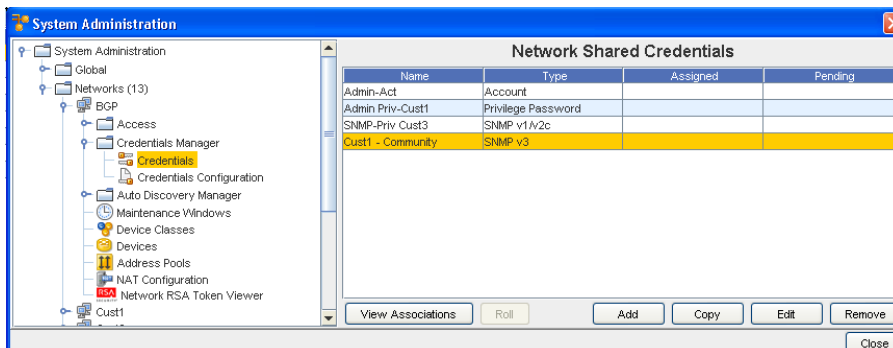 System Administration
System Administration
Global
Networks (13)
BGP
Access
Credentials Manager
Credentials
Credentials Configuration
Auto Discovery Manager
Maintenance Windows
Device Classes
Devices
Address Pools
NAT Configuration
RSA Network RSA Token Viewer
Cust1
Network Shared Credentials
Name Type Assigned Pending
Admin-Act Account
Admin Priv-Cust1 Privilege Password
SNMP-Priv Cust3 SNMP v1/v2c
Cust1 - Community SNMP v3
View Associations Roll Add Copy Edit Remove
Close